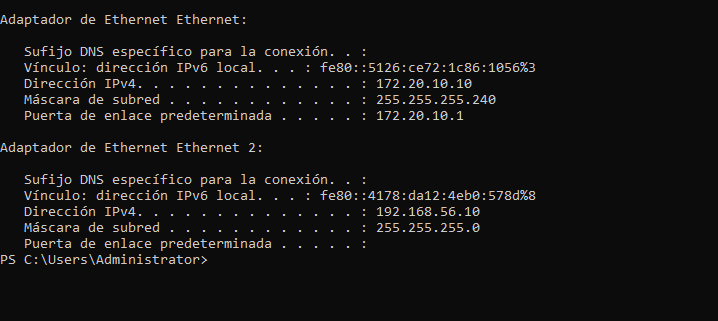 Adaptador de Ethernet Ethernet:
Sufijo DNS específico para la conexión. . :
Vínculo: dirección IPv6 local. . . : fe80::5126:ce72:1c86:1056%3
Dirección IPv4. . . . . . . . . . . . . . : 172.20.10.10
Máscara de subred . . . . . . . . . . . . : 255.255.255.240
Puerta de enlace predeterminada . . . . . : 172.20.10.1
Adaptador de Ethernet Ethernet 2:
Sufijo DNS específico para la conexión. . :
Vínculo: dirección IPv6 local. . . : fe80::4178:da12:4eb0:578d%8
Dirección IPv4. . . . . . . . . . . . . . : 192.168.56.10
Máscara de subred . . . . . . . . . . . . : 255.255.255.0
Puerta de enlace predeterminada . . . . . :
PS C:\Users\Administrator>